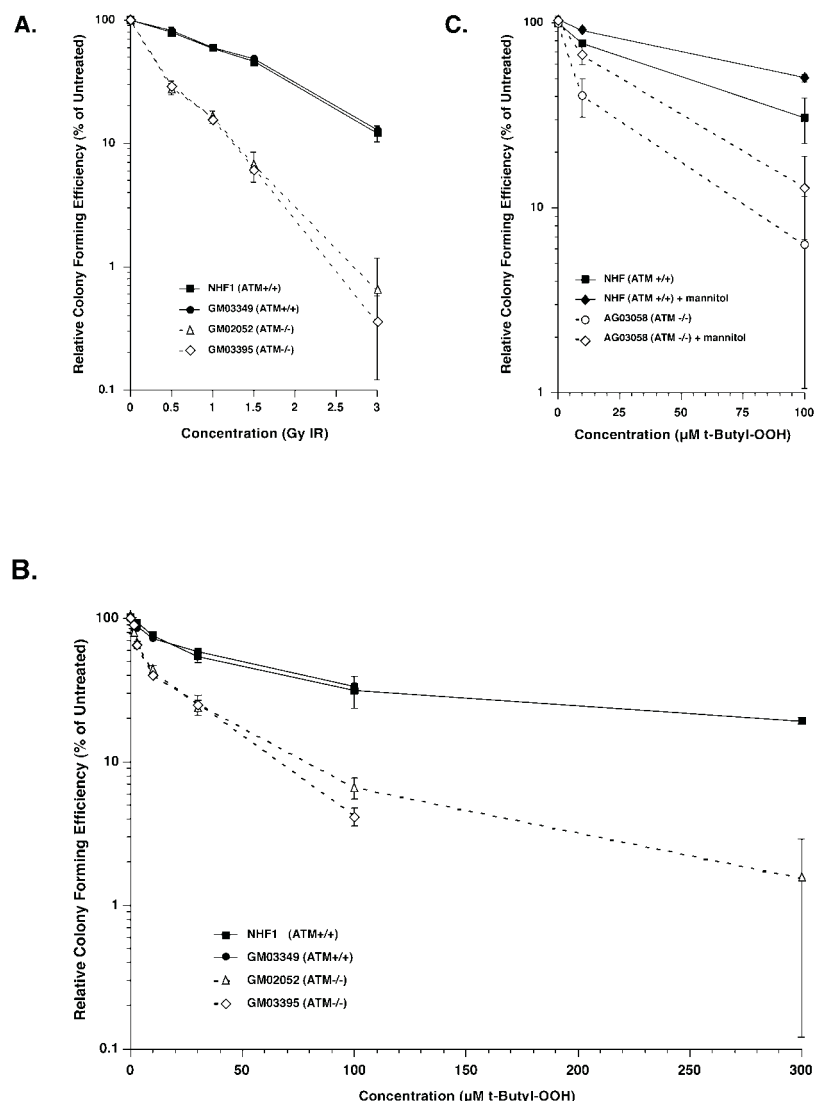 A.
Relative Colony Forming Efficiency (% of Untreated)
100
10
1
0.1
NHF1 (ATM+/+)
GM03349 (ATM+/+)
GM02052 (ATM-/-)
GM03395 (ATM-/-)
0 0.5 1 1.5 2 2.5 3
Concentration (Gy IR)
C.
Relative Colony Forming Efficiency (% of Untreated)
100
10
1
NHF (ATM +/+)
NHF (ATM +/+) + mannitol
AG03058 (ATM -/-)
AG03058 (ATM -/-) + mannitol
0 25 50 75 100
Concentration (µM t-Butyl-OOH)
B.
Relative Colony Forming Efficiency (% of Untreated)
100
10
1
0.1
NHF1 (ATM+/+)
GM03349 (ATM+/+)
GM02052 (ATM-/-)
GM03395 (ATM-/-)
0 50 100 150 200 250 300
Concentration (µM t-Butyl-OOH)